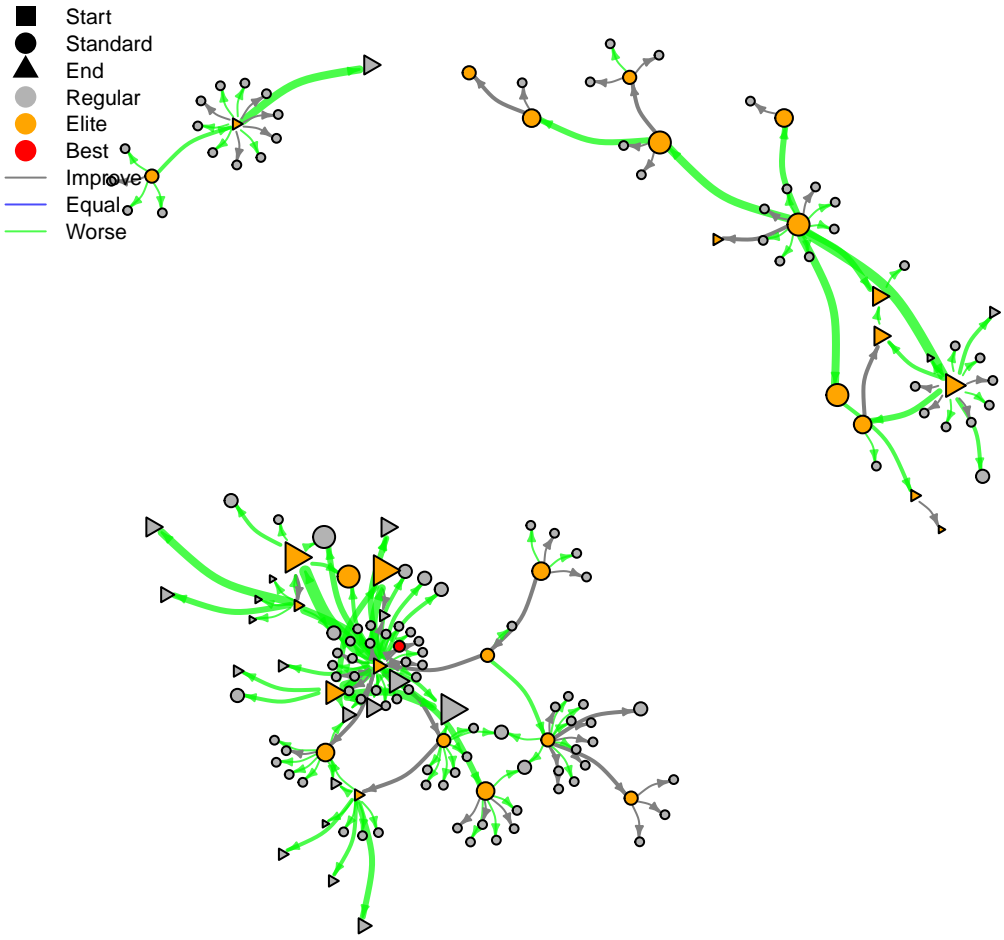 Start
Standard
End
Regular
Elite
Best
Improve
Equal
Worse